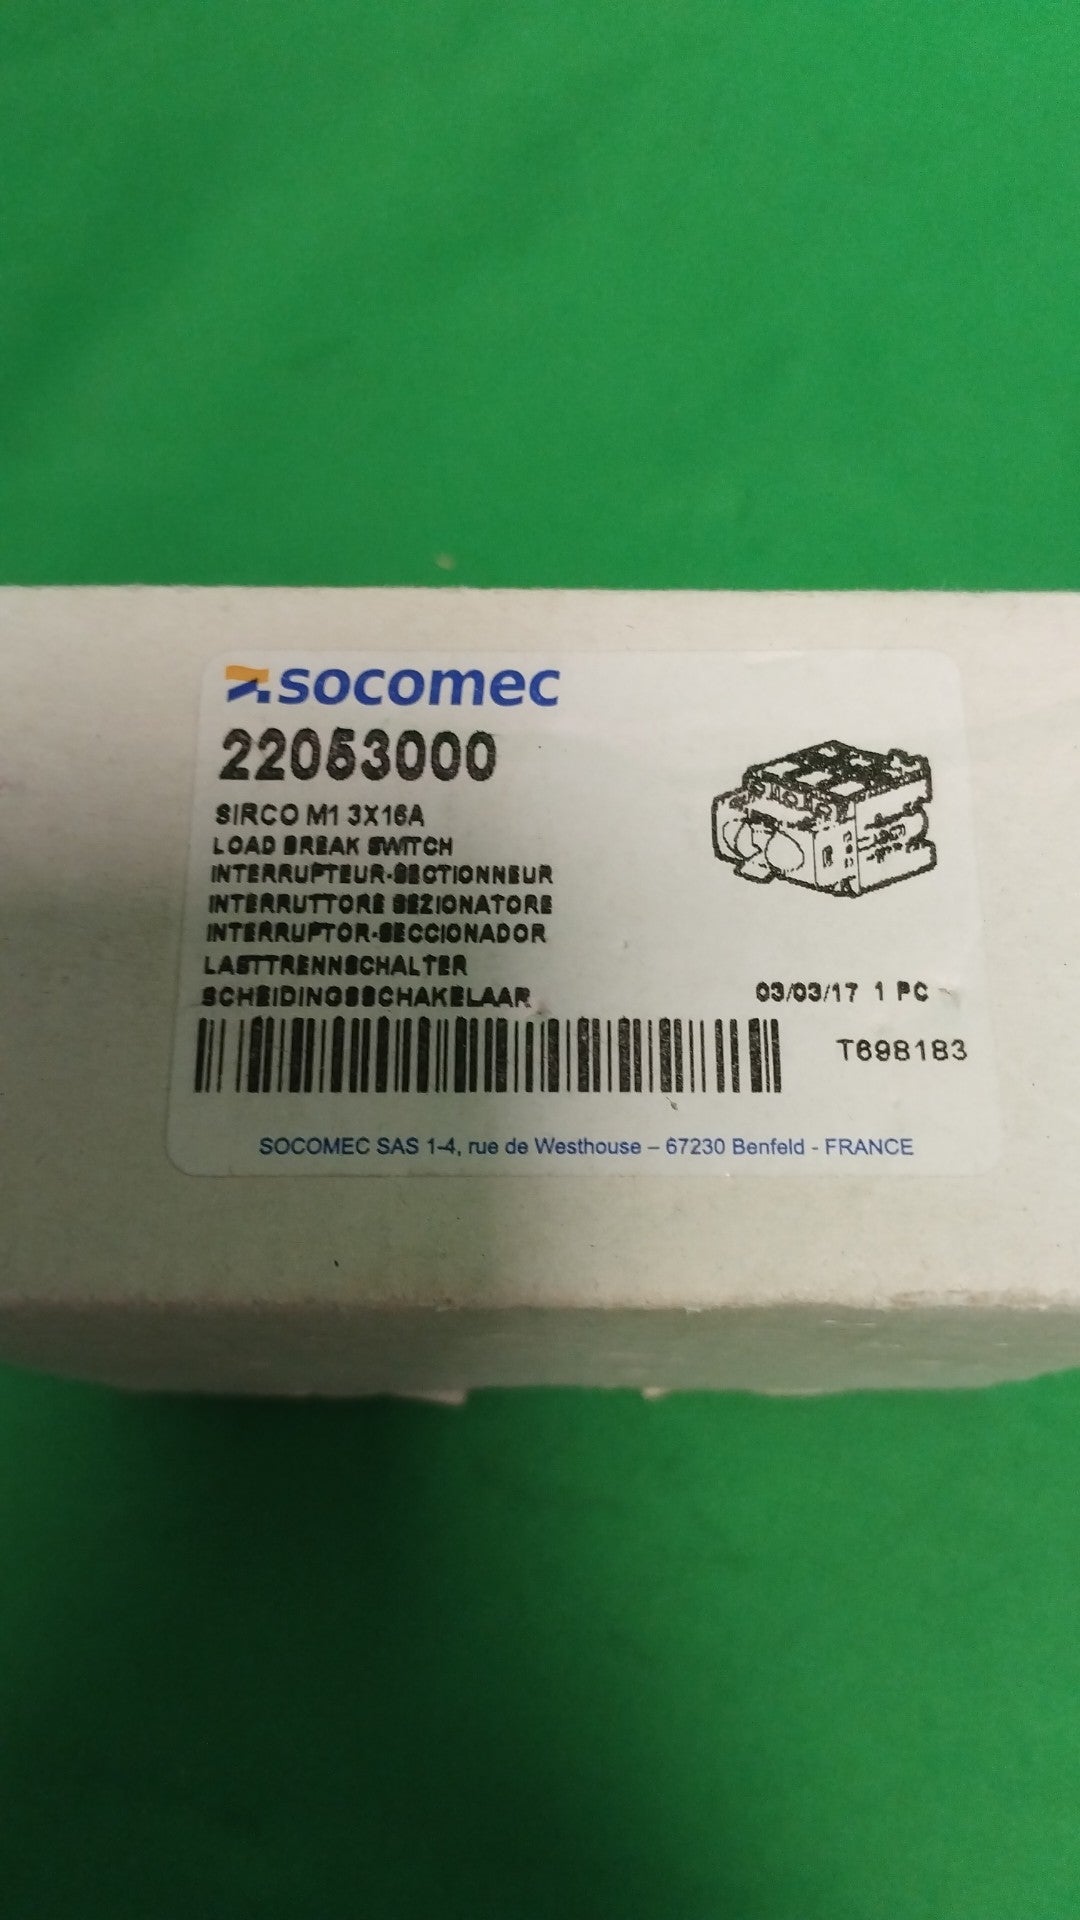 socomec
22053000
SIRCO M1 3X16A
LOAD BREAK SWITCH
INTERRUPTEUR-SECTIONNEUR
INTERRUTTORE SEZIONATORE
INTERRUPTOR-SECCIONADOR
LASTTRENNSCHALTER
SCHEIDINGSSCHAKELAAR
03/03/17 1 PC
T698183
SOCOMEC SAS 1-4, rue de Westhouse – 67230 Benfeld - FRANCE